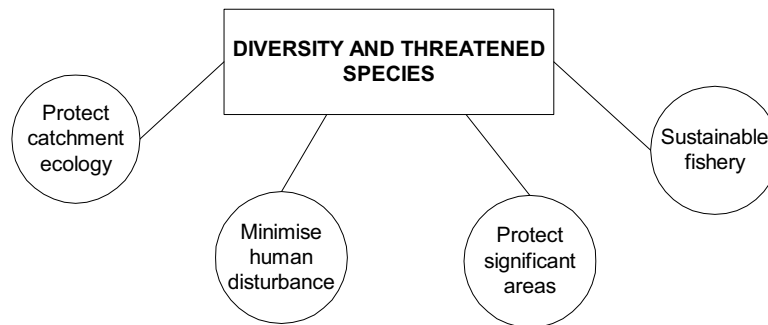 DIVERSITY AND THREATENED
SPECIES
Protect
catchment
ecology
Minimise
human
disturbance
Protect
significant
areas
Sustainable
fishery